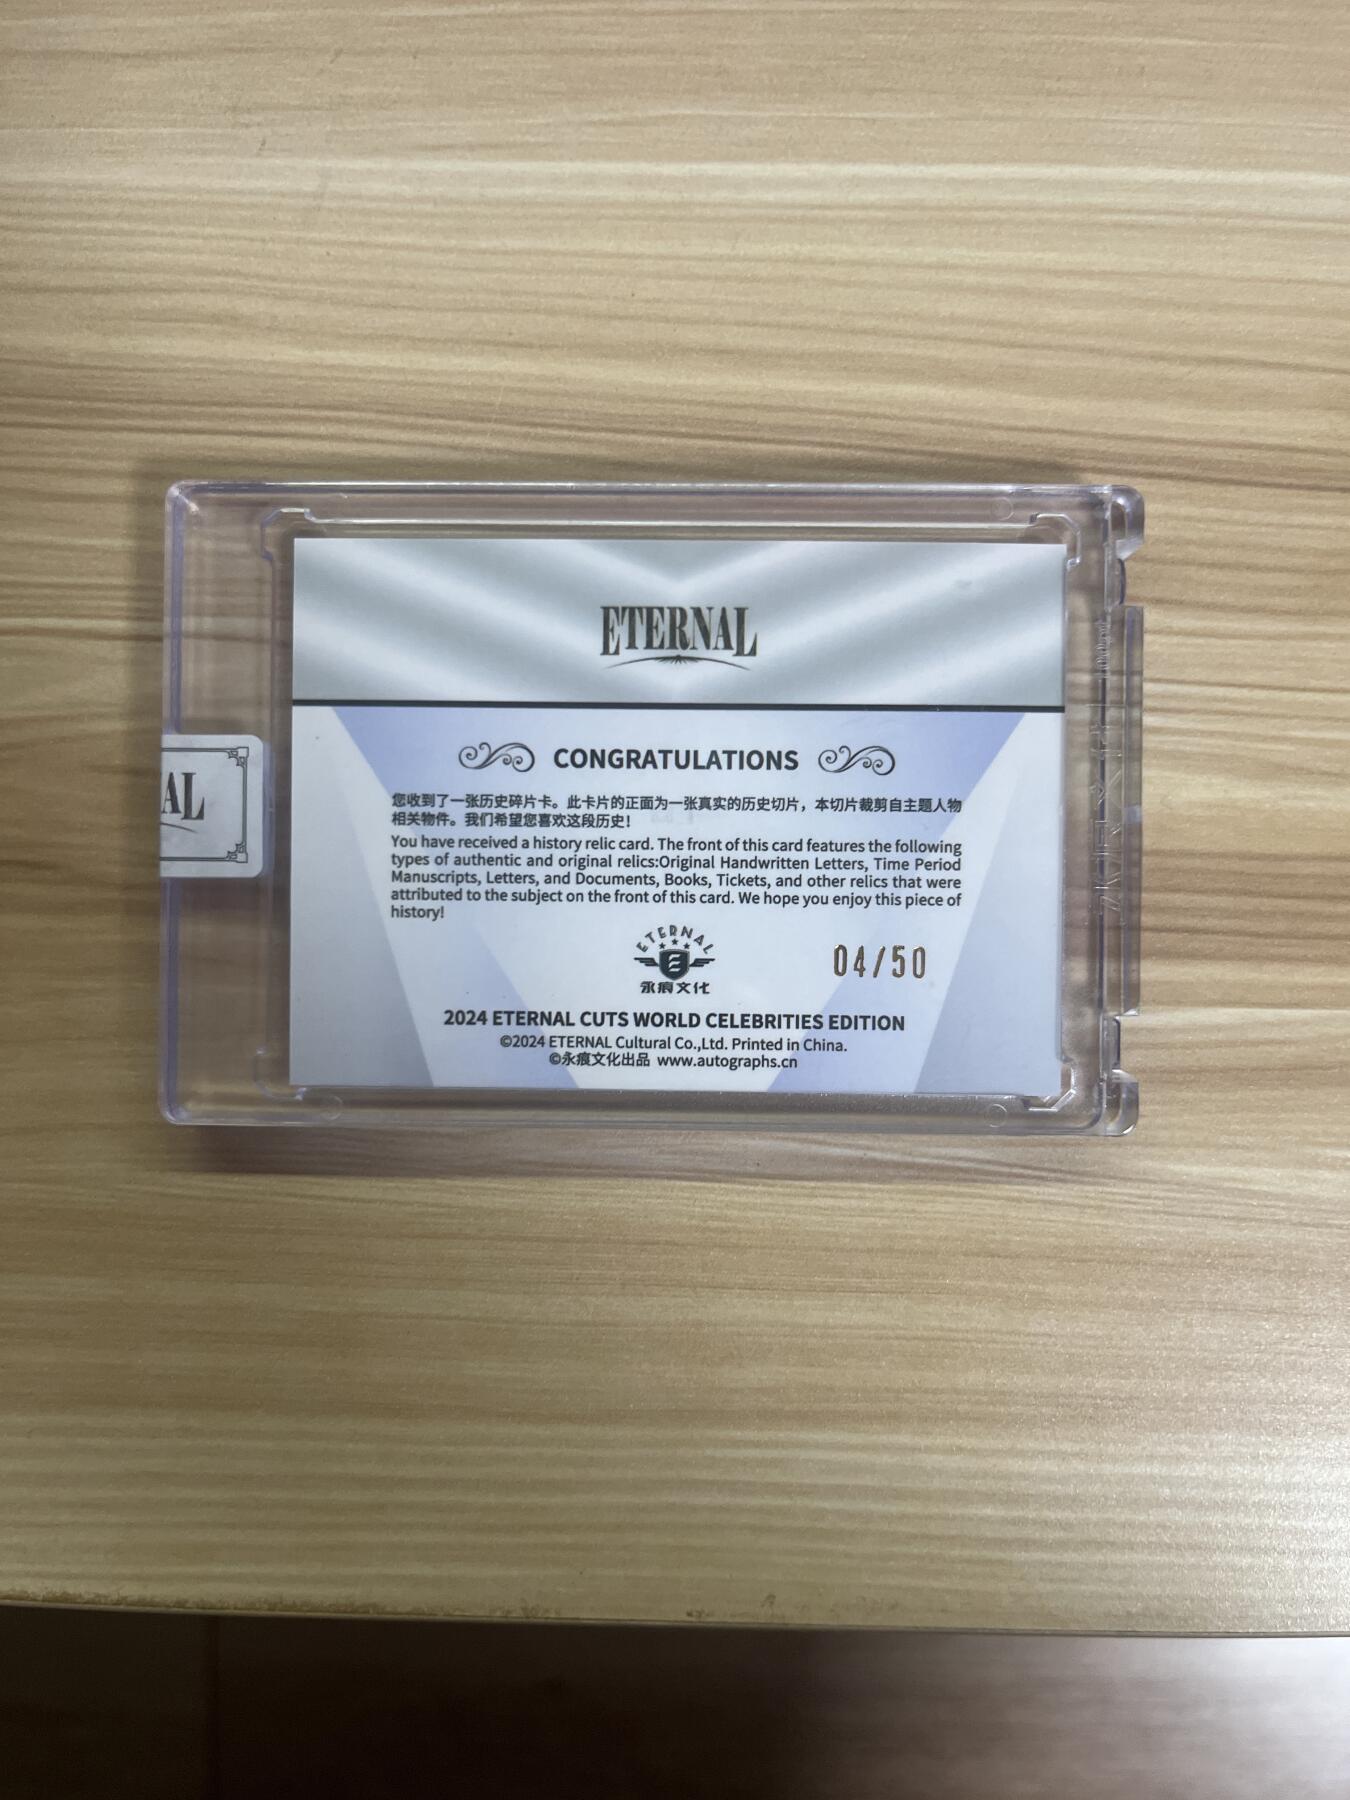 ETERNAL
CONGRATULATIONS
您收到了一张历史碎片卡。此卡片的正面为一张真实的历史切片，本切片裁剪自主题人物
相关物件。我们希望您喜欢这段历史！
You have received a history relic card. The front of this card features the following
types of authentic and original relics:Original Handwritten Letters, Time Period
Manuscripts, Letters, and Documents, Books, Tickets, and other relics that were
attributed to the subject on the front of this card. We hope you enjoy this piece of
history!
ETERNAL
永痕文化
04/50
2024 ETERNAL CUTS WORLD CELEBRITIES EDITION
©2024 ETERNAL Cultural Co.,Ltd. Printed in China.
©永痕文化出品 www.autographs.cn
AL